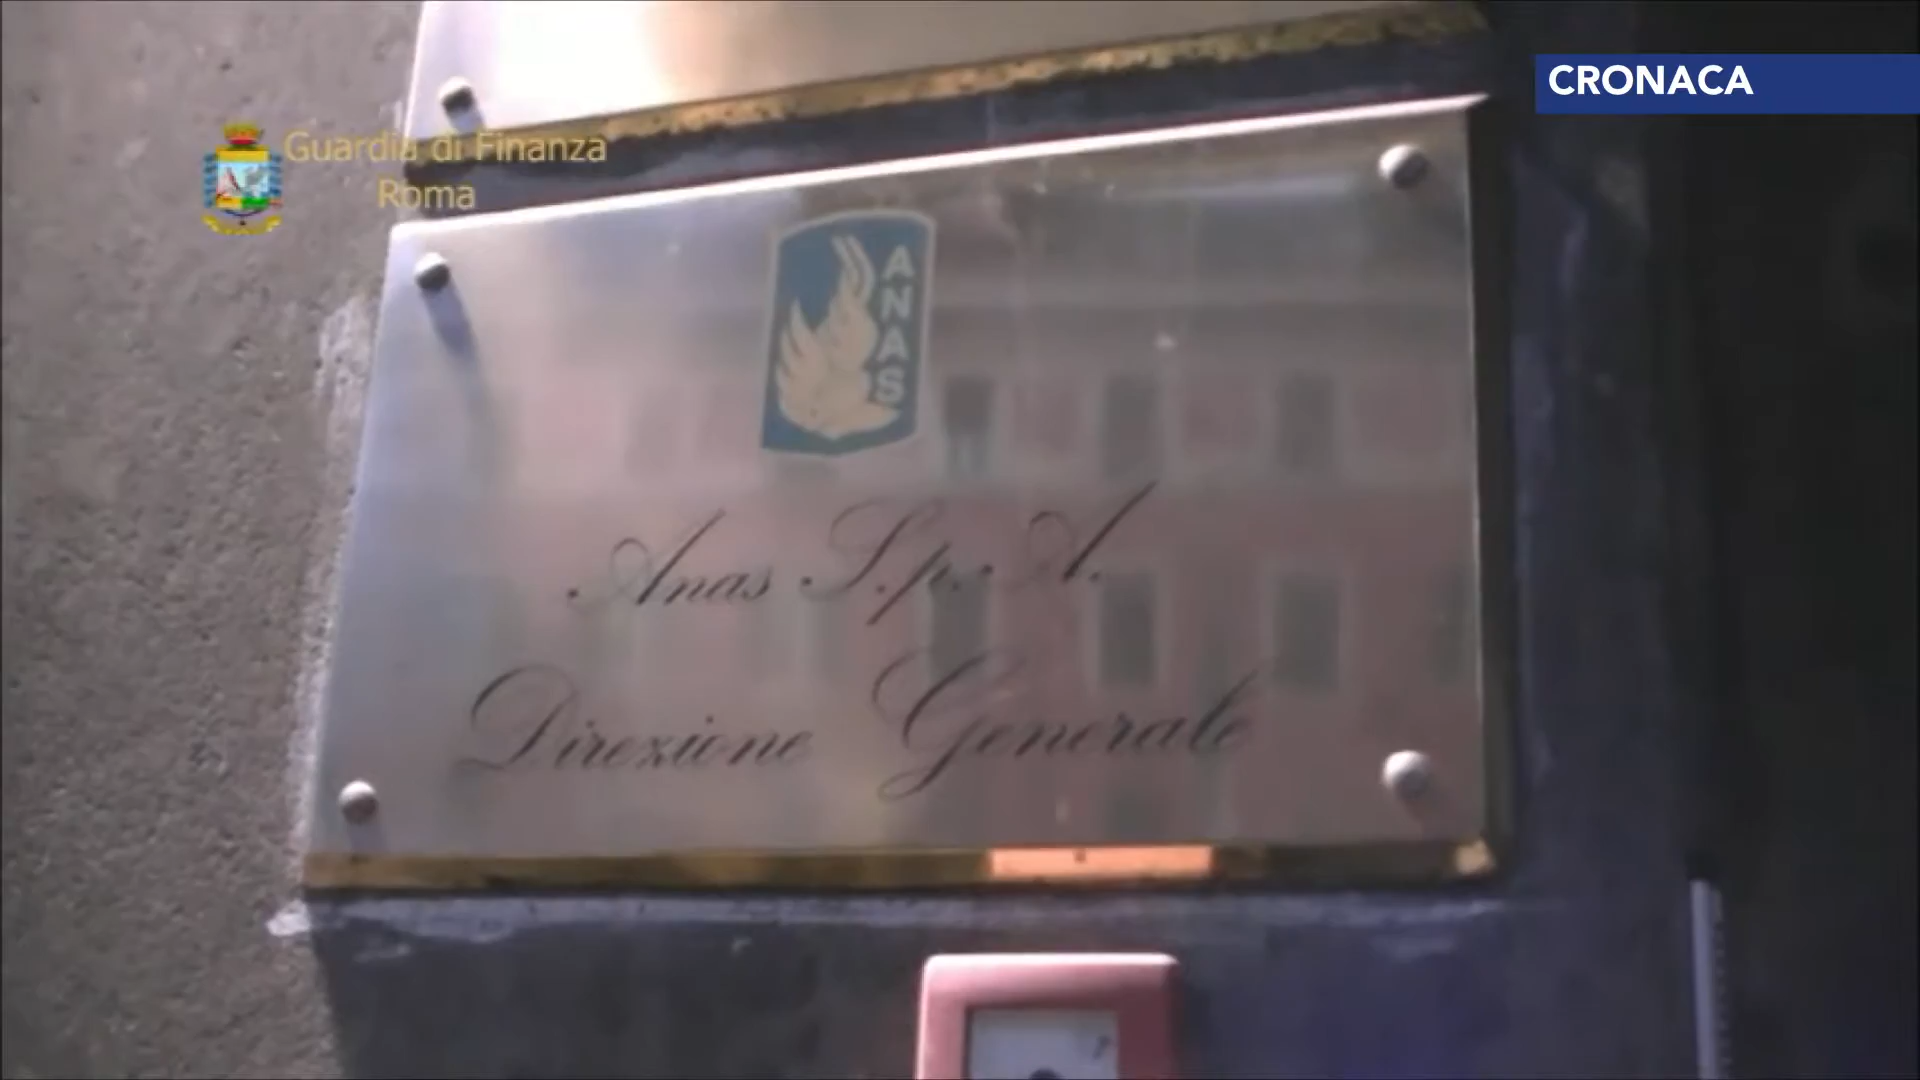 CRONACA
Guardia di Finanza
Roma
ANAS
Anas S.p.A.
Direzione Generale